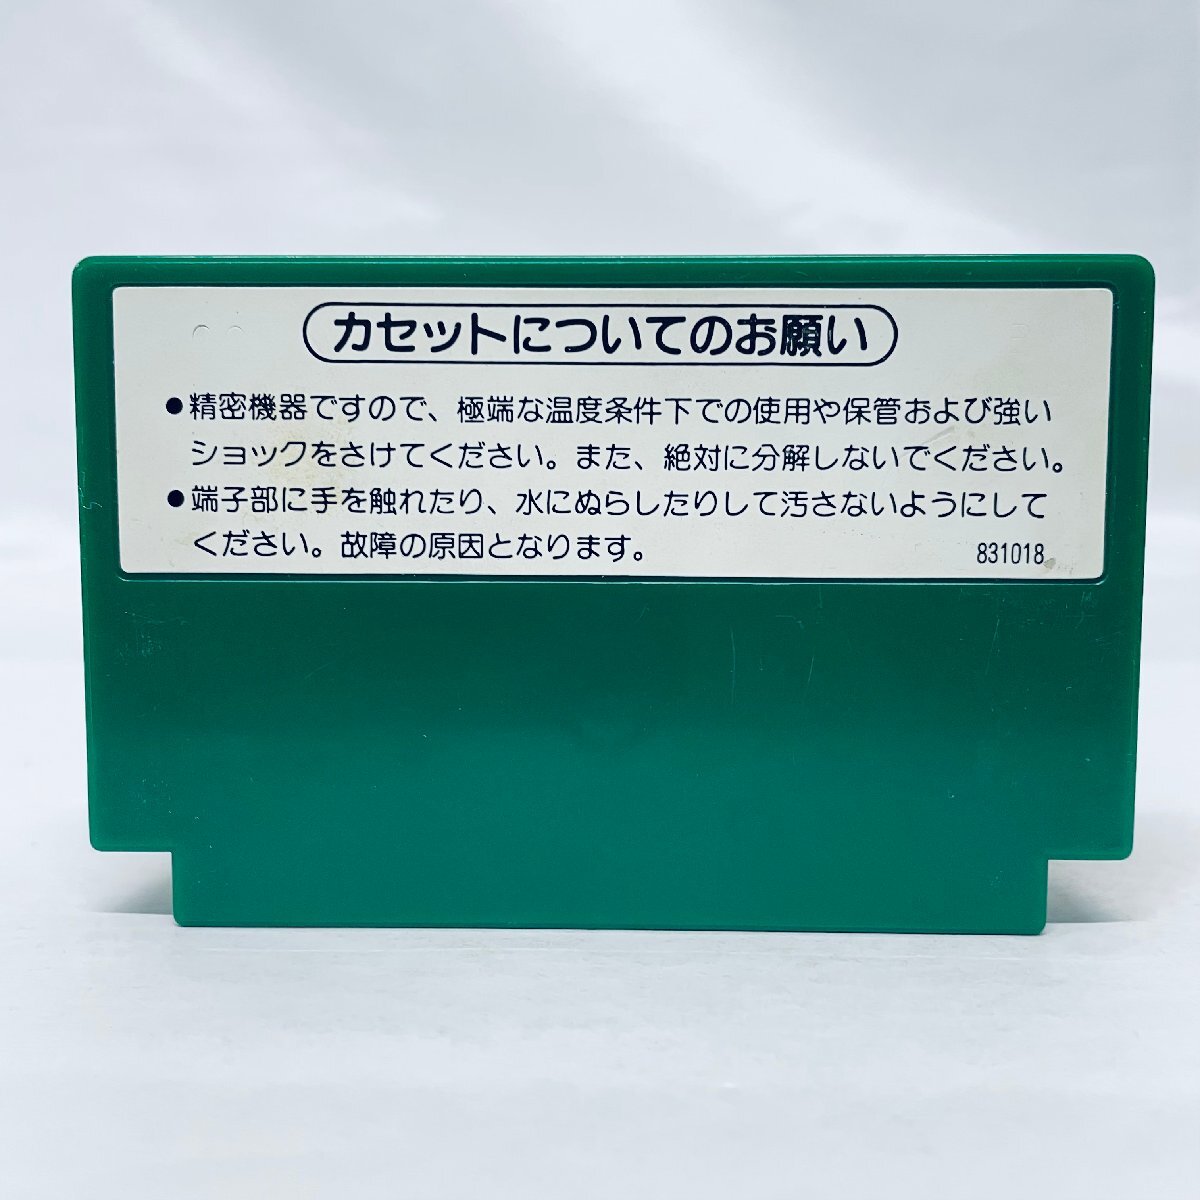 カセットについてのお願い
●精密機器ですので、極端な温度条件下での使用や保管および強い
ショックをさけてください。また、絶対に分解しないでください。
●端子部に手を触れたり、水にぬらしたりして汚さないようにして
ください。故障の原因となります。
831018